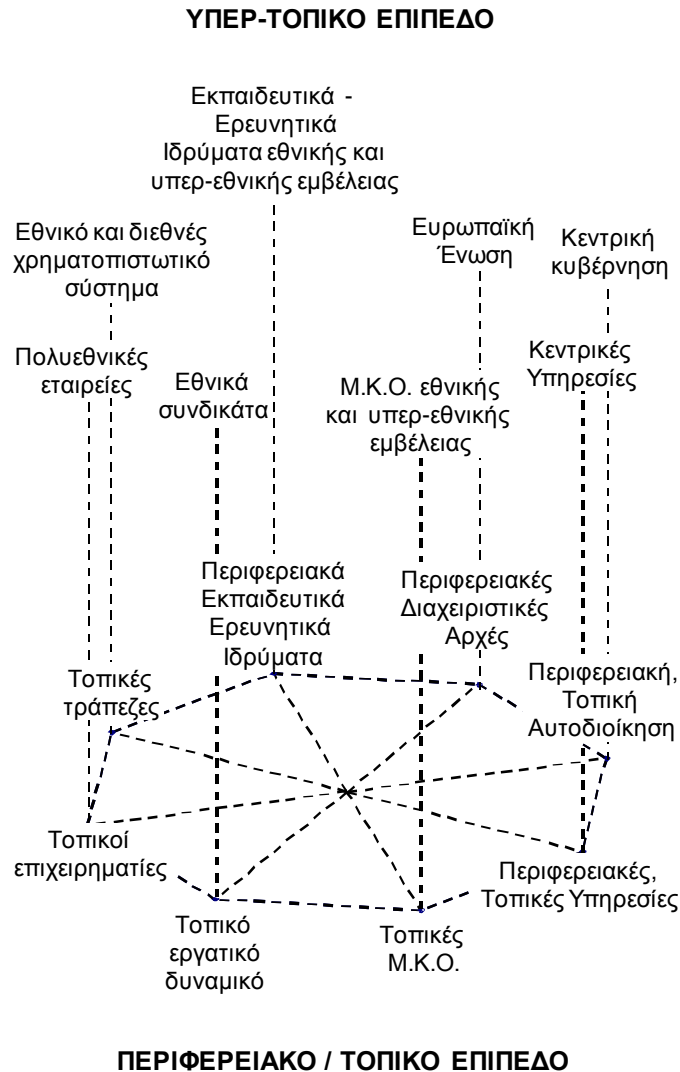 ΥΠΕΡ-ΤΟΠΙΚΟ ΕΠΙΠΕΔΟ
Εκπαιδευτικά -
Ερευνητικά
Ιδρύματα εθνικής και
υπερ-εθνικής εμβέλειας
Εθνικό και διεθνές
χρηματοπιστωτικό
σύστημα
Ευρωπαϊκή
Ένωση
Κεντρική
κυβέρνηση
Πολυεθνικές
εταιρείες
Εθνικά
συνδικάτα
Μ.Κ.Ο. εθνικής
και υπερ-εθνικής
εμβέλειας
Κεντρικές
Υπηρεσίες
Περιφερειακά
Εκπαιδευτικά
Ερευνητικά
Ιδρύματα
Περιφερειακές
Διαχειριστικές
Αρχές
Τοπικές
τράπεζες
Περιφερειακή,
Τοπική
Αυτοδιοίκηση
Τοπικοί
επιχειρηματίες
Τοπικό
εργατικό
δυναμικό
Τοπικές
Μ.Κ.Ο.
Περιφερειακές,
Τοπικές Υπηρεσίες
ΠΕΡΙΦΕΡΕΙΑΚΟ / ΤΟΠΙΚΟ ΕΠΙΠΕΔΟ